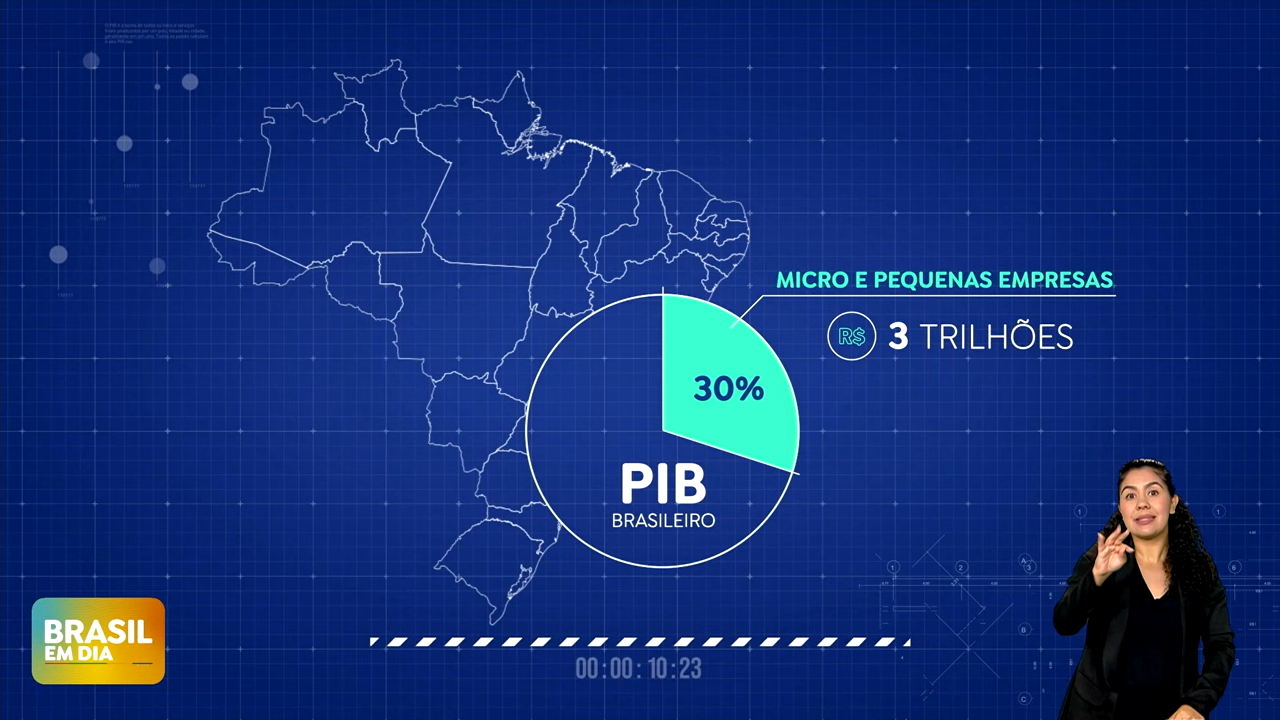 MICRO E PEQUENAS EMPRESAS
R$ 3 TRILHÕES
30%
PIB
BRASILEIRO
BRASIL
EM DIA
00:00:10:23